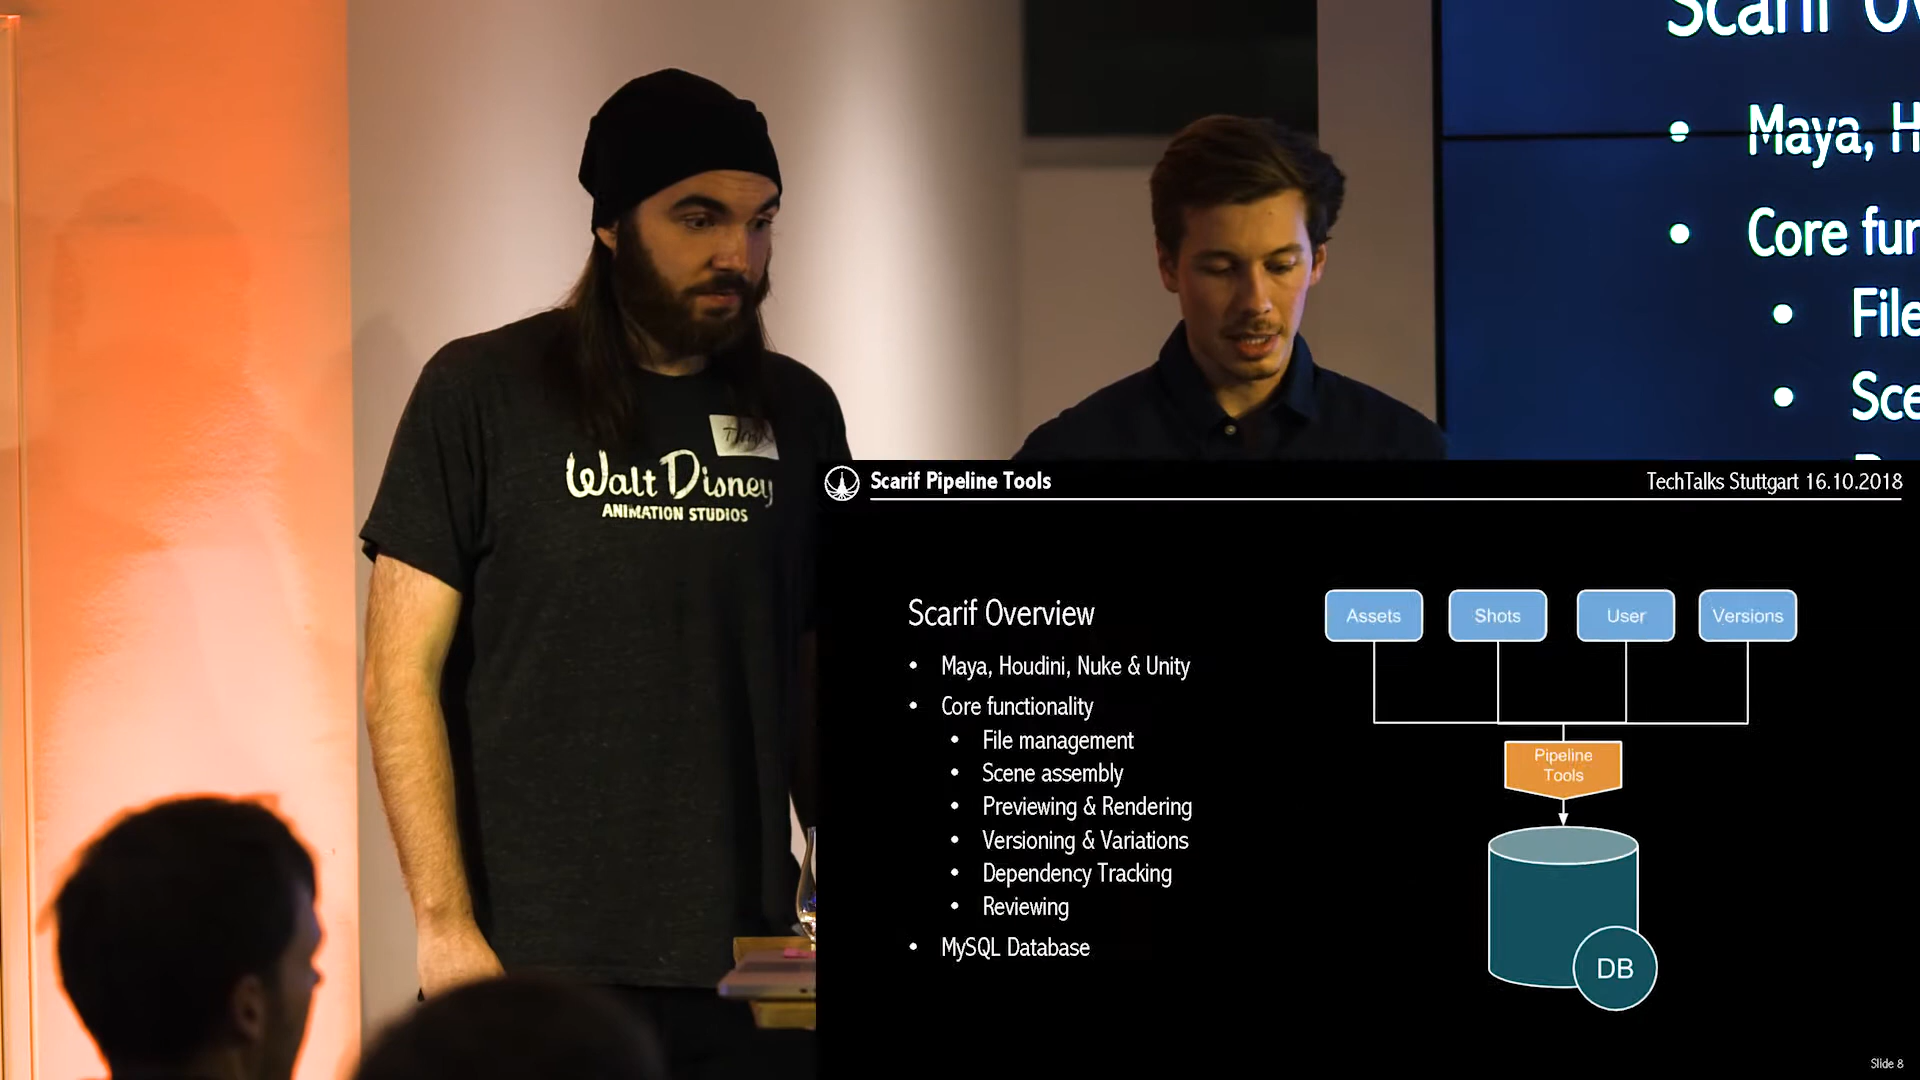 Scarif Ov
Maya, H
Core fun
File
Sce
Walt Disney
ANIMATION STUDIOS
Scarif Pipeline Tools
TechTalks Stuttgart 16.10.2018
Scarif Overview
• Maya, Houdini, Nuke & Unity
• Core functionality
• File management
• Scene assembly
• Previewing & Rendering
• Versioning & Variations
• Dependency Tracking
• Reviewing
• MySQL Database
Assets
Shots
User
Versions
Pipeline
Tools
DB
Slide 8